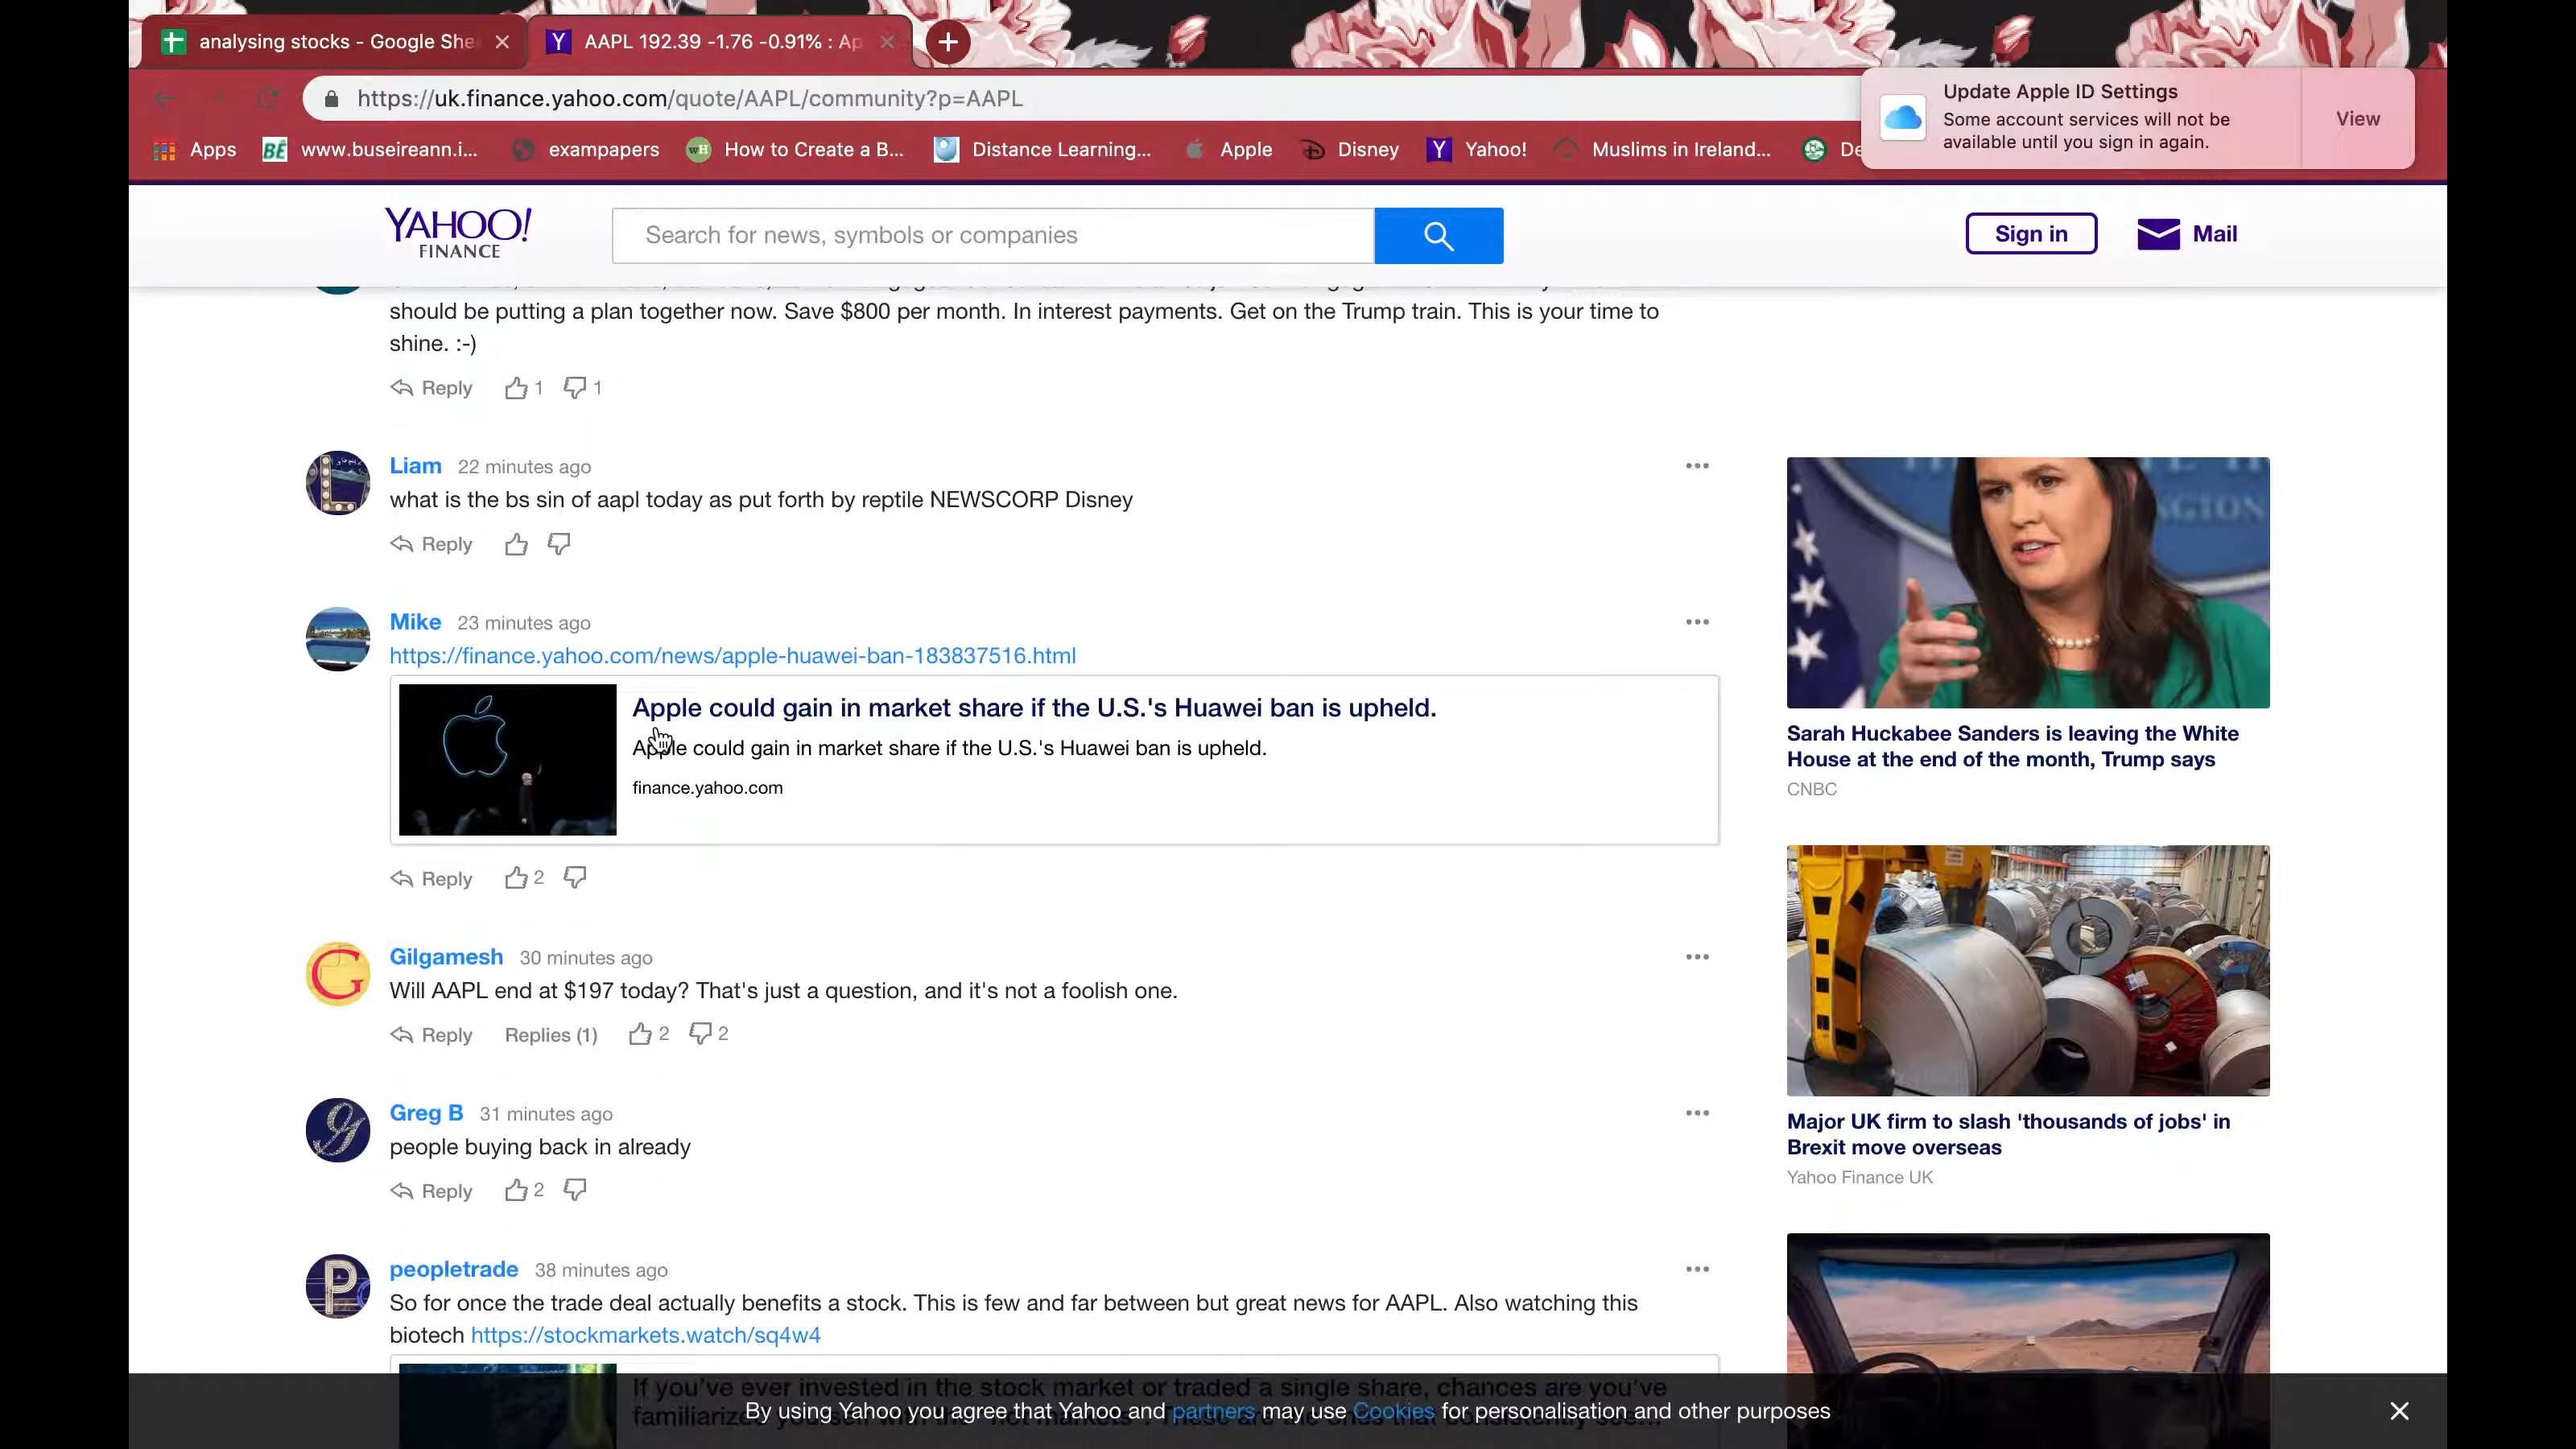 analysing stocks - Google She
AAPL 192.39 -1.76 -0.91% : Ap
https://uk.finance.yahoo.com/quote/AAPL/community?p=AAPL
Update Apple ID Settings
Some account services will not be
available until you sign in again.
View
Apps
www.buseireann.i...
exampapers
How to Create a B...
Distance Learning...
Apple
Disney
Yahoo!
Muslims in Ireland...
De
YAHOO!
FINANCE
Search for news, symbols or companies
Sign in
Mail
should be putting a plan together now. Save $800 per month. In interest payments. Get on the Trump train. This is your time to
shine. :-)
Reply 1 1
Liam 22 minutes ago
what is the bs sin of aapl today as put forth by reptile NEWSCORP Disney
Reply
Mike 23 minutes ago
https://finance.yahoo.com/news/apple-huawei-ban-183837516.html
Apple could gain in market share if the U.S.'s Huawei ban is upheld.
Apple could gain in market share if the U.S.'s Huawei ban is upheld.
finance.yahoo.com
Reply 2
Gilgamesh 30 minutes ago
Will AAPL end at $197 today? That's just a question, and it's not a foolish one.
Reply Replies (1) 2 2
Greg B 31 minutes ago
people buying back in already
Reply 2
peopletrade 38 minutes ago
So for once the trade deal actually benefits a stock. This is few and far between but great news for AAPL. Also watching this
biotech https://stockmarkets.watch/sq4w4
If you've ever invested in the stock market or traded a single share, chances are you've
By using Yahoo you agree that Yahoo and partners may use Cookies for personalisation and other purposes
Sarah Huckabee Sanders is leaving the White
House at the end of the month, Trump says
CNBC
Major UK firm to slash 'thousands of jobs' in
Brexit move overseas
Yahoo Finance UK